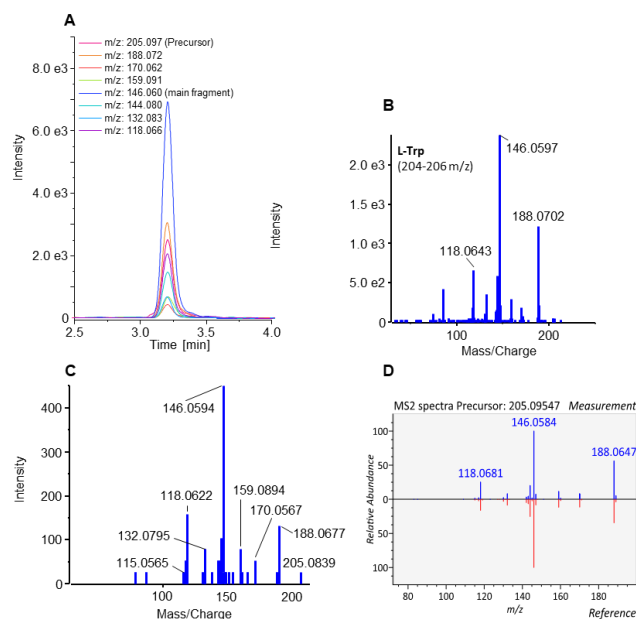 A
m/z: 205.097 (Precursor)
m/z: 188.072
m/z: 170.062
m/z: 159.091
m/z: 146.060 (main fragment)
m/z: 144.080
m/z: 132.083
m/z: 118.066
8.0 e3
6.0 e3
4.0 e3
2.0 e3
0
Intensity
2.5
3.0
3.5
4.0
Time [min]
B
L-Trp
(204-206 m/z)
146.0597
188.0702
118.0643
2.0 e3
1.5 e3
1.0 e3
5.0 e2
0
Intensity
100
200
Mass/Charge
C
146.0594
118.0622
159.0894
170.0567
132.0795
188.0677
115.0565
205.0839
400
300
200
100
0
Intensity
100
150
200
Mass/Charge
D
MS2 spectra Precursor: 205.09547 Measurement
146.0584
188.0647
118.0681
100
50
0
50
100
Relative Abundance
80
100
120
140
160
180
m/z
Reference